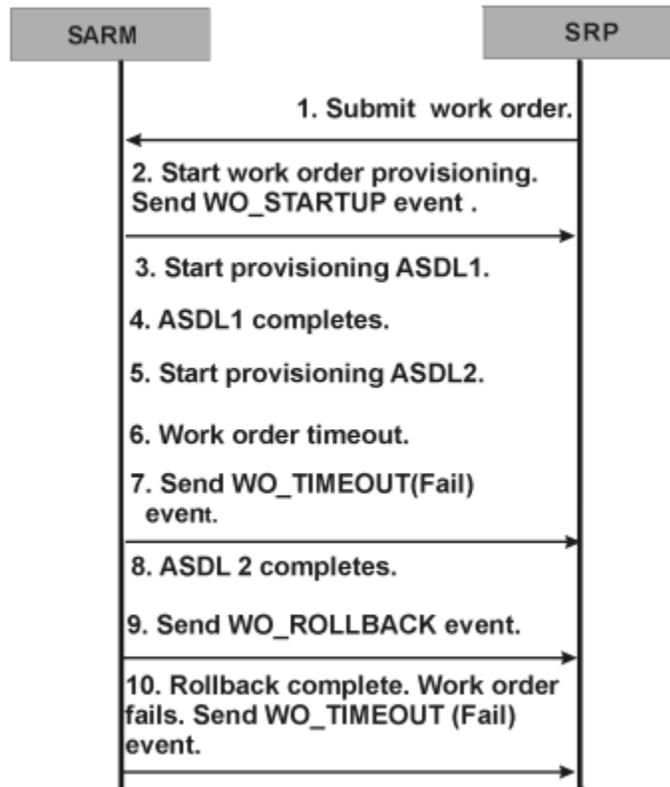 SARM
SRP
1. Submit work order.
2. Start work order provisioning.
Send WO_STARTUP event .
3. Start provisioning ASDL1.
4. ASDL1 completes.
5. Start provisioning ASDL2.
6. Work order timeout.
7. Send WO_TIMEOUT(Fail)
event.
8. ASDL 2 completes.
9. Send WO_ROLLBACK event.
10. Rollback complete. Work order
fails. Send WO_TIMEOUT (Fail)
event.